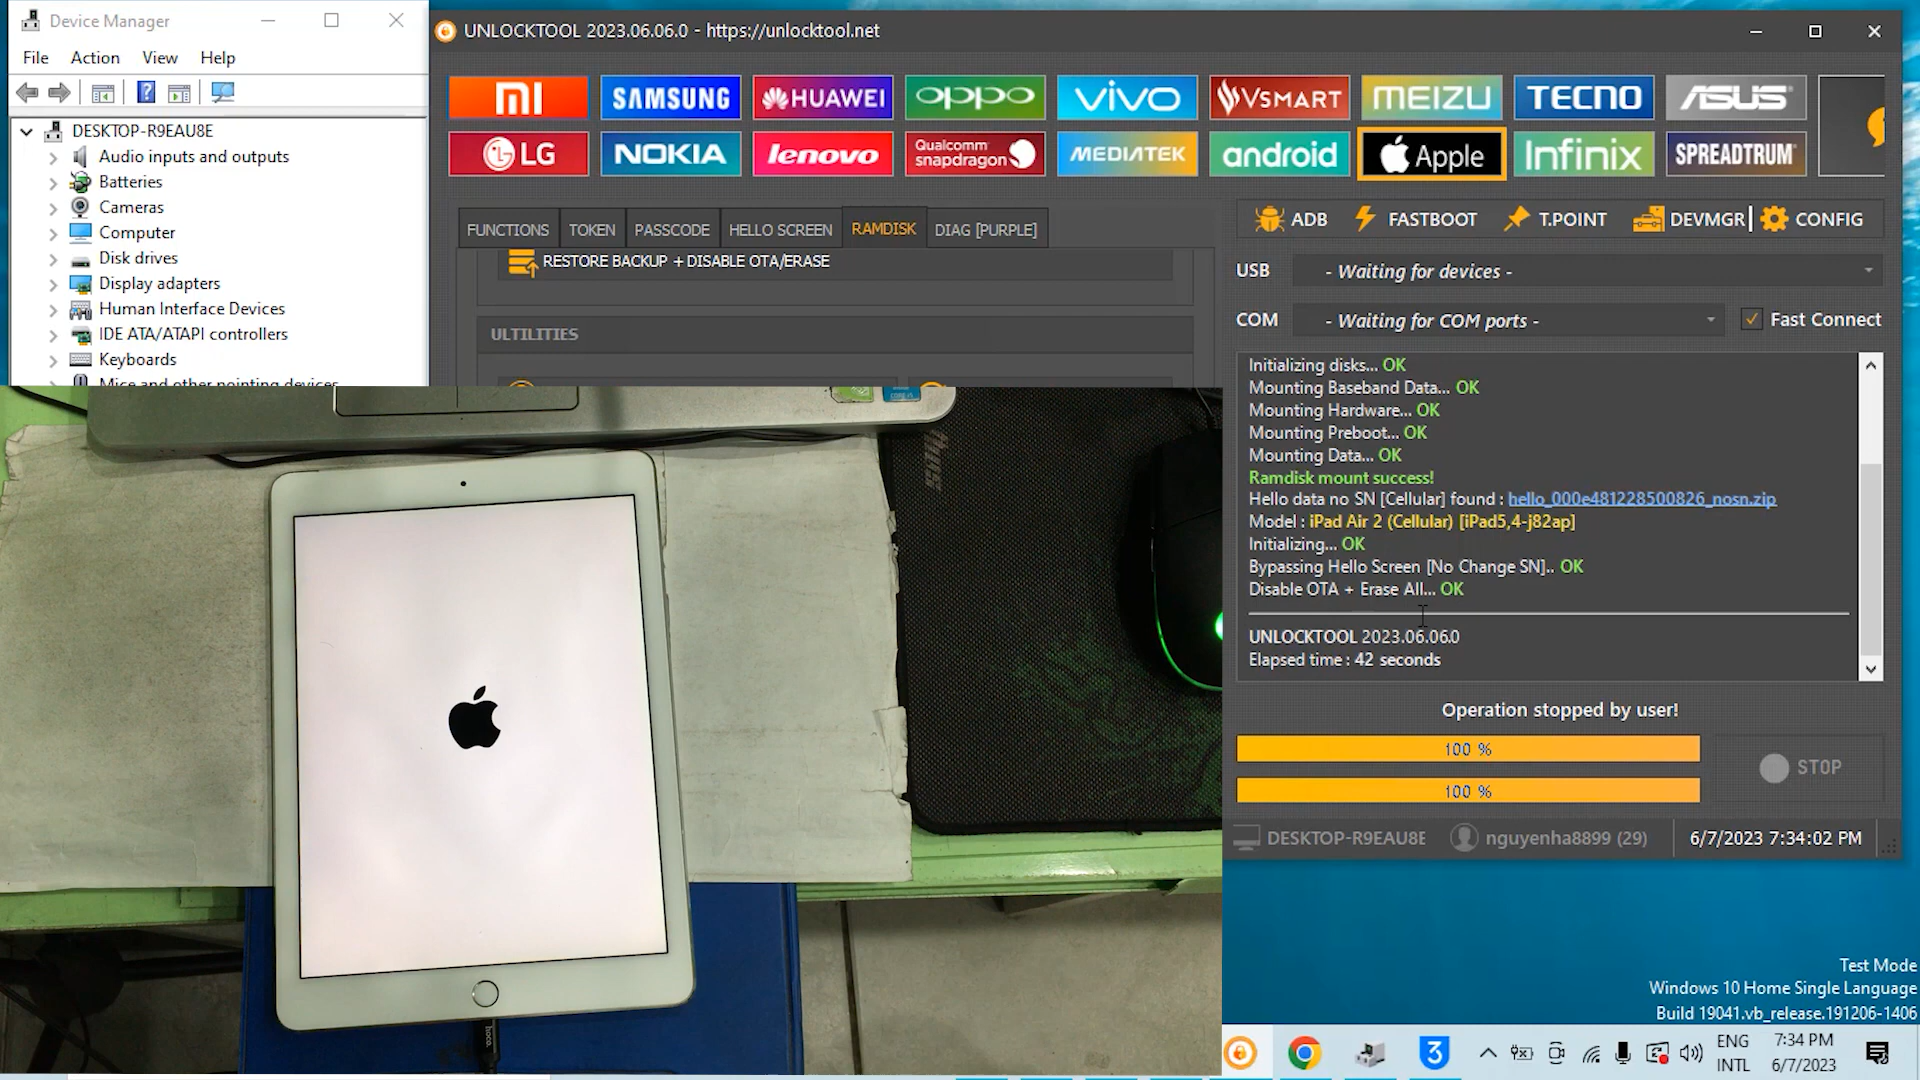 Device Manager
File Action View Help
DESKTOP-R9EAU8E
Audio inputs and outputs
Batteries
Cameras
Computer
Disk drives
Display adapters
Human Interface Devices
IDE ATA/ATAPI controllers
Keyboards
Mice and other pointing devices
UNLOCKTOOL 2023.06.06.0 - https://unlocktool.net
MI SAMSUNG HUAWEI OPPO VIVO VSMART MEIZU TECNO ASUS
LG NOKIA lenovo Qualcomm snapdragon MEDIATEK android Apple Infinix SPREADTRUM
FUNCTIONS TOKEN PASSCODE HELLO SCREEN RAMDISK DIAG [PURPLE]
RESTORE BACKUP + DISABLE OTA/ERASE
ULTILITIES
ADB FASTBOOT T.POINT DEVMGR CONFIG
USB - Waiting for devices -
COM - Waiting for COM ports - Fast Connect
Initializing disks... OK
Mounting Baseband Data... OK
Mounting Hardware... OK
Mounting Preboot... OK
Mounting Data... OK
Ramdisk mount success!
Hello data no SN [Cellular] found : hello_000e481228500826_nosn.zip
Model : iPad Air 2 (Cellular) [iPad5,4-j82ap]
Initializing... OK
Bypassing Hello Screen [No Change SN].. OK
Disable OTA + Erase All... OK
UNLOCKTOOL 2023.06.06.0
Elapsed time : 42 seconds
Operation stopped by user!
100 %
100 %
STOP
DESKTOP-R9EAU8E nguyenha8899 (29) 6/7/2023 7:34:02 PM
hoco.
Test Mode
Windows 10 Home Single Language
Build 19041.vb_release.191206-1406
3
ENG
INTL
7:34 PM
6/7/2023